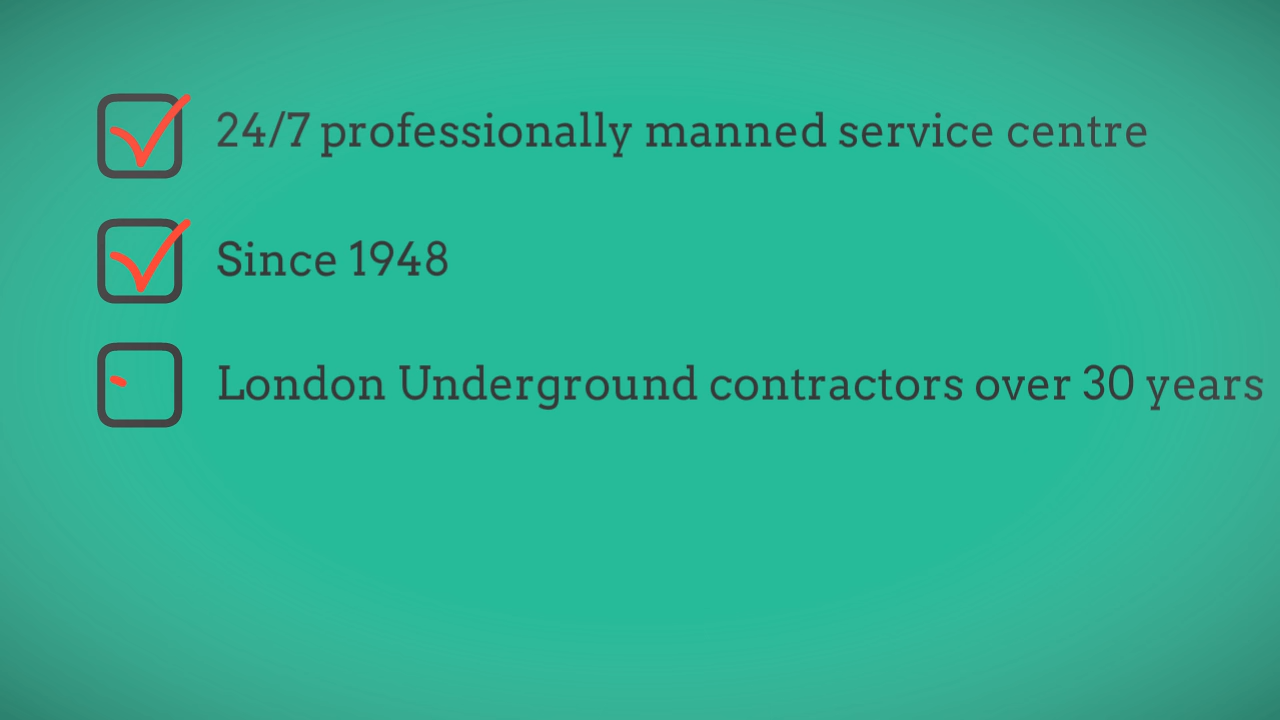 24/7 professionally manned service centre
Since 1948
London Underground contractors over 30 years